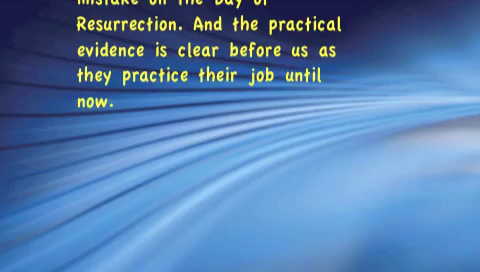 mistake on the Day of
Resurrection. And the practical
evidence is clear before us as
they practice their job until
now.